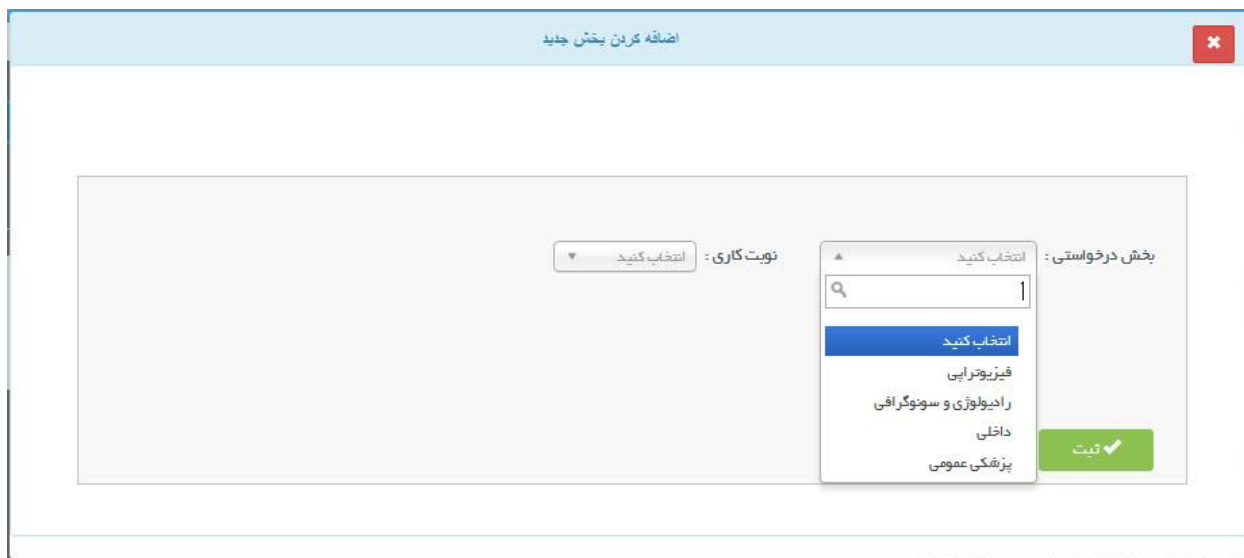 اضافه کردن بخش جدید
بخش درخواستی : انتخاب کنید نوبت کاری : انتخاب کنید
انتخاب کنید
فیزیوتراپی
رادیولوژی و سونوگرافی
داخلی
پزشکی عمومی
ثبت